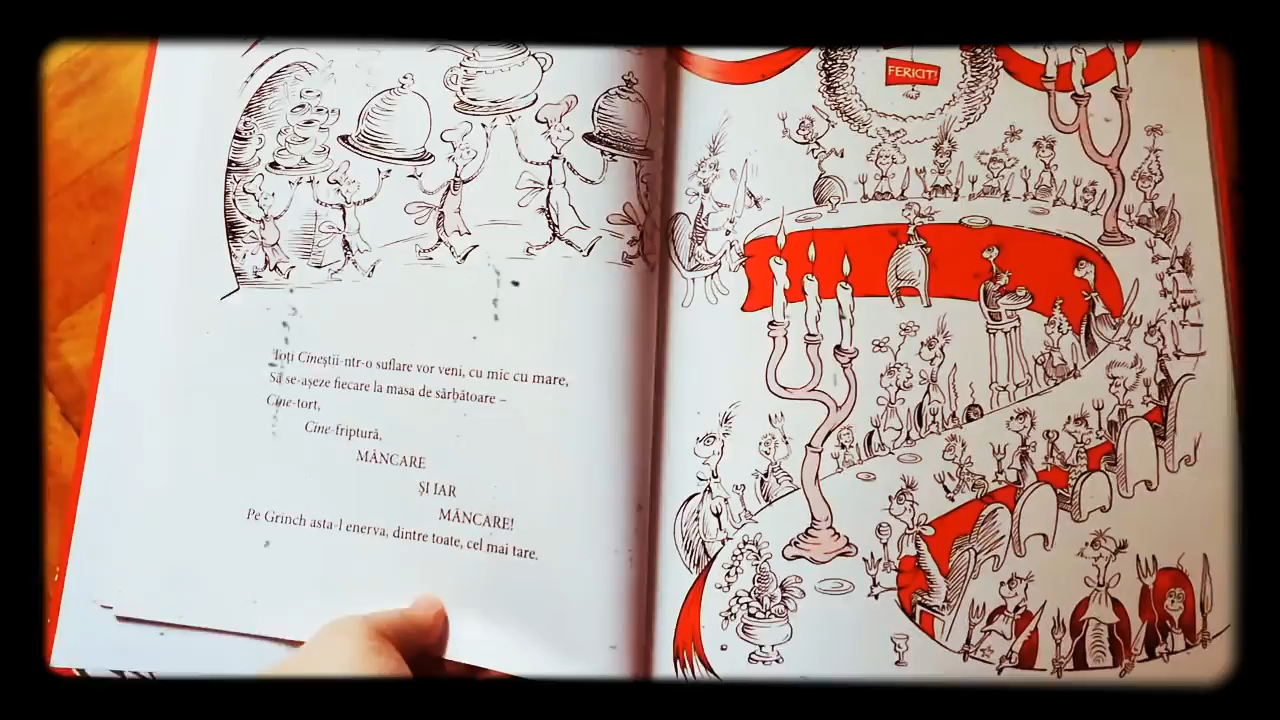 Toți Cineștii-ntr-o suflare vor veni, cu mic cu mare,
Să se-așeze fiecare la masa de sărbătoare –
Cine-tort,
Cine-friptură,
MÂNCARE
ȘI IAR
MÂNCARE!
Pe Grinch asta-l enerva, dintre toate, cel mai tare.
FERICIT!